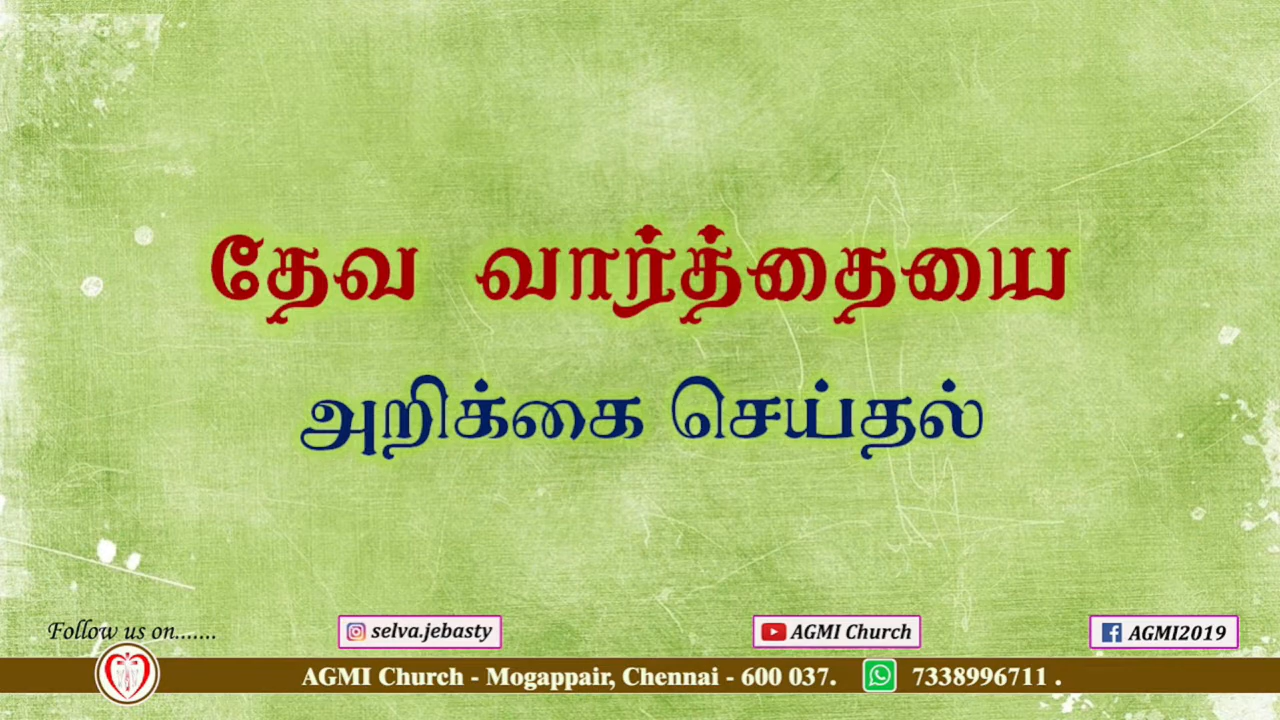 தேவ வார்த்தையை
அறிக்கை செய்தல்
Follow us on.......
selva.jebasty
AGMI Church
AGMI2019
AGMI Church - Mogappair, Chennai - 600 037. 7338996711 .